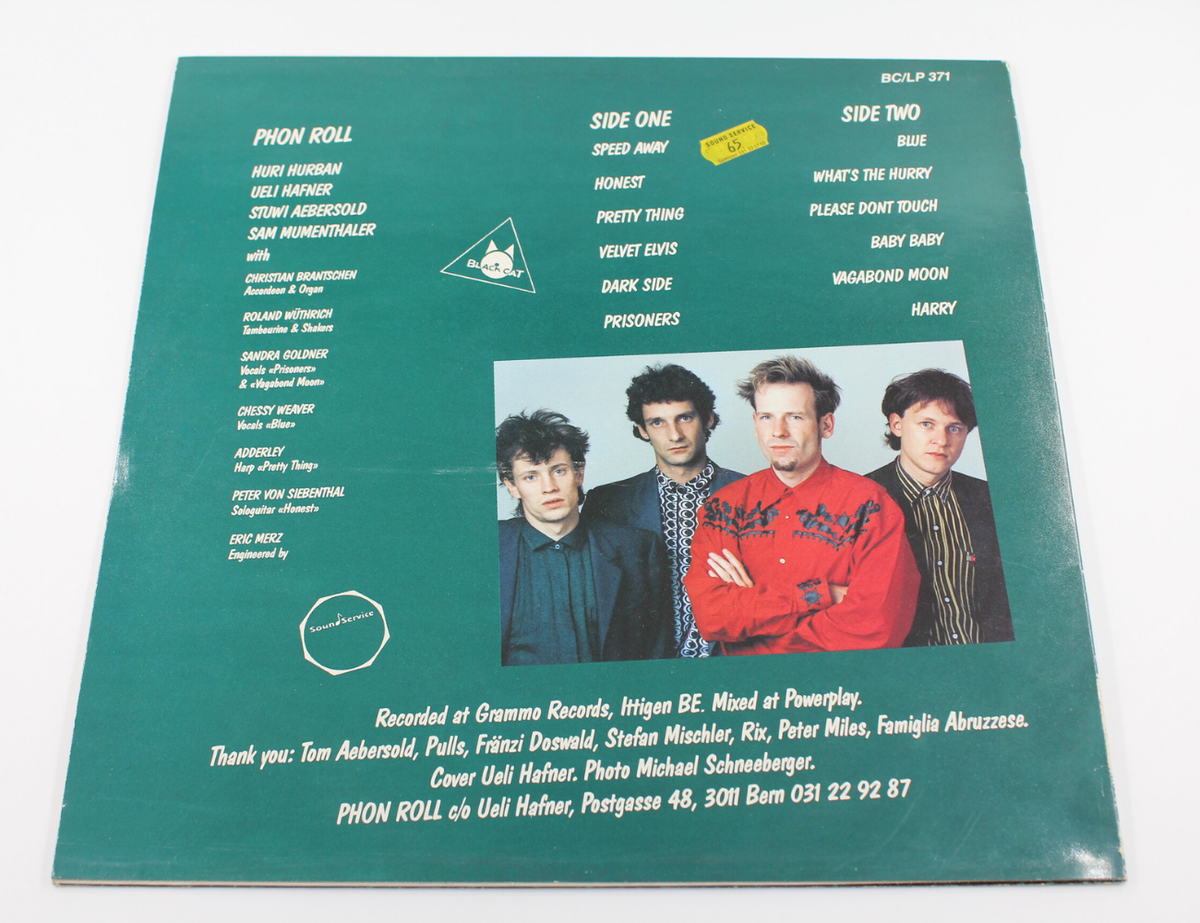 BC/LP 371
PHON ROLL
HURI HURBAN
UELI HAFNER
STUWI AEBERSOLD
SAM MUMENTHALER
with
CHRISTIAN BRANTSCHEN
Accordeon & Organ
ROLAND WÜTHRICH
Tambourine & Shakers
SANDRA GOLDNER
Vocals «Prisoners»
& «Vagabond Moon»
CHESSY WEAVER
Vocals «Blue»
ADDERLEY
Harp «Pretty Thing»
PETER VON SIEBENTHAL
Sologuitar «Honest»
ERIC MERZ
Engineered by
SoundService
BLACK CAT
SIDE ONE
SPEED AWAY
HONEST
PRETTY THING
VELVET ELVIS
DARK SIDE
PRISONERS
SOUND SERVICE
65
SIDE TWO
BLUE
WHAT'S THE HURRY
PLEASE DONT TOUCH
BABY BABY
VAGABOND MOON
HARRY
Recorded at Grammo Records, Ittigen BE. Mixed at Powerplay.
Thank you: Tom Aebersold, Pulls, Fränzi Doswald, Stefan Mischler, Rix, Peter Miles, Famiglia Abruzzese.
Cover Ueli Hafner. Photo Michael Schneeberger.
PHON ROLL c/o Ueli Hafner, Postgasse 48, 3011 Bern 031 22 92 87